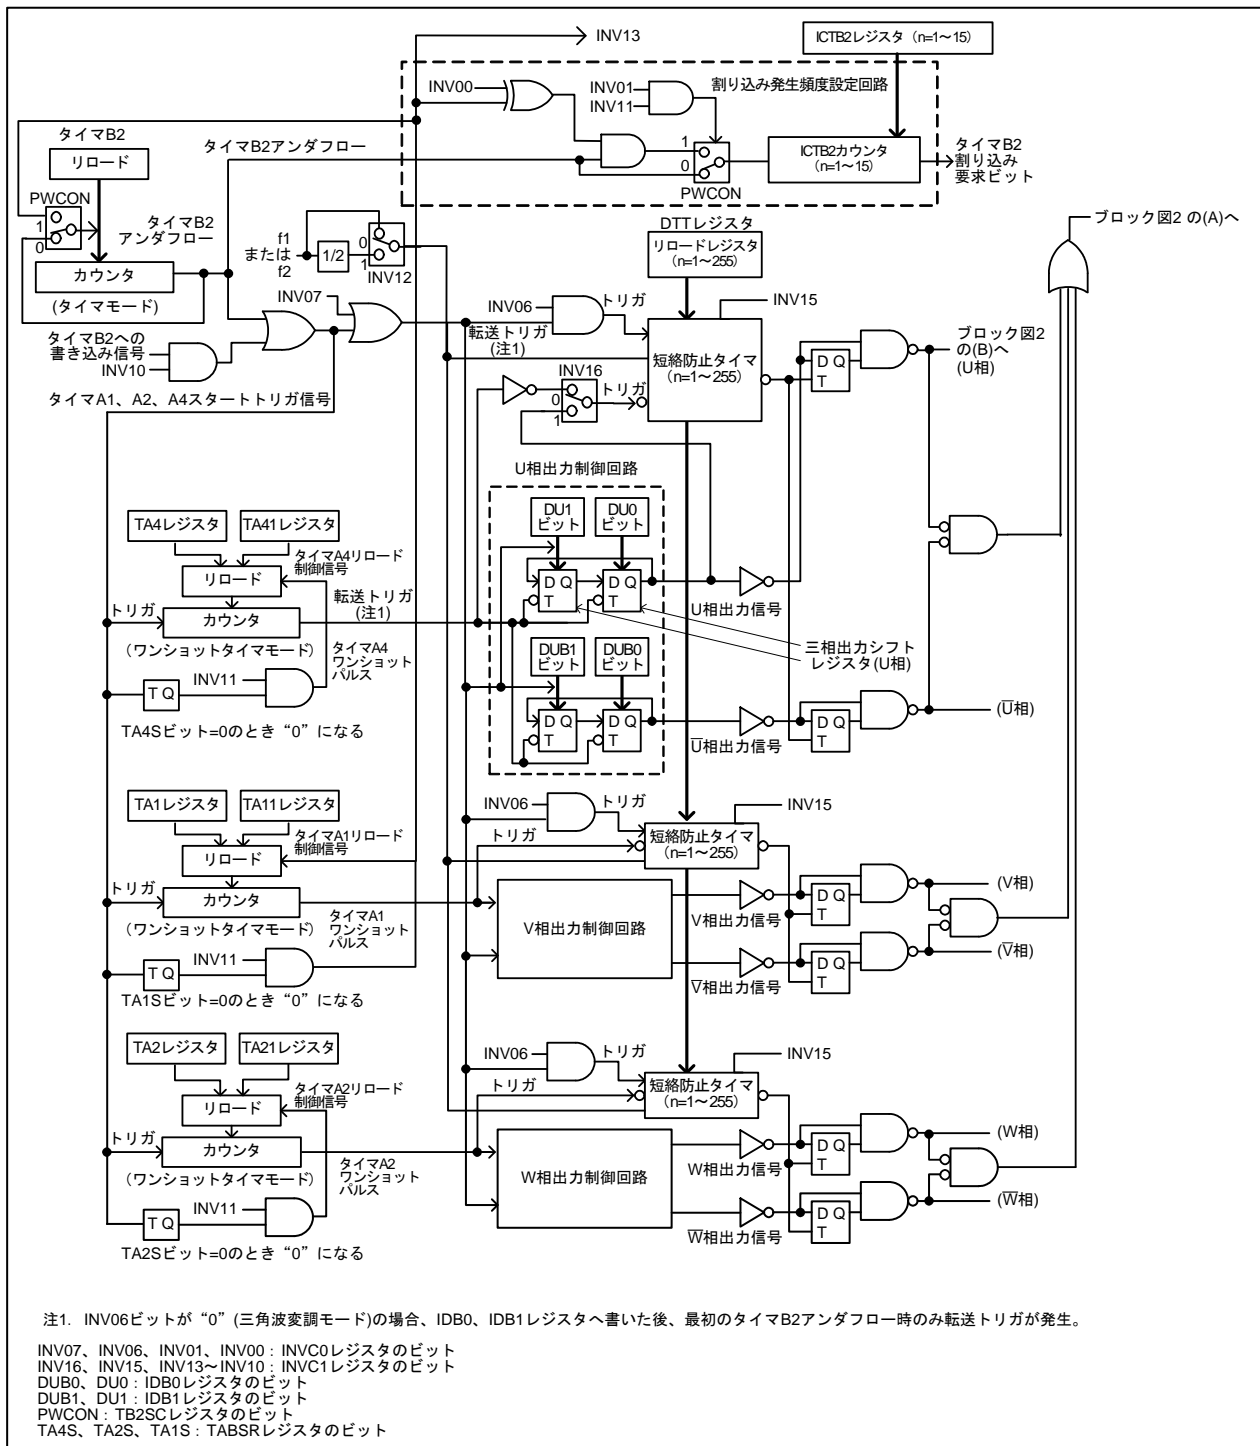 INV13
ICTB2レジスタ（n=1～15）
INV00
INV01
INV11
割り込み発生頻度設定回路
タイマB2
リロード
タイマB2アンダフロー
1
0
PWCON
ICTB2カウンタ
（n=1～15）
タイマB2
割り込み
要求ビット
PWCON
1
0
タイマB2
アンダフロー
カウンタ
(タイマモード)
f1
または
f2
1/2
0
1
INV12
DTTレジスタ
リロードレジスタ
（n=1～255）
ブロック図2 の(A)へ
INV07
INV06
トリガ
INV15
転送トリガ
(注1)
短絡防止タイマ
（n=1～255）
D Q
T
ブロック図2
の(B)へ
(U相)
タイマB2への
書き込み信号
INV10
INV16
0
1
トリガ
タイマA1、A2、A4スタートトリガ信号
U相出力制御回路
DU1
ビット
DU0
ビット
TA4レジスタ
TA41レジスタ
タイマA4リロード
制御信号
リロード
転送トリガ
(注1)
D Q
T
D Q
T
U相出力信号
トリガ
カウンタ
（ワンショットタイマモード）
タイマA4
ワンショット
パルス
三相出力シフト
レジスタ(U相)
DUB1
ビット
DUB0
ビット
INV11
T Q
TA4Sビット=0のとき“0”になる
D Q
T
D Q
T
U̅相出力信号
D Q
T
(U̅相)
TA1レジスタ
TA11レジスタ
タイマA1リロード
制御信号
リロード
INV06
トリガ
INV15
トリガ
短絡防止タイマ
（n=1～255）
トリガ
カウンタ
（ワンショットタイマモード）
タイマA1
ワンショット
パルス
V相出力制御回路
V相出力信号
D Q
T
(V相)
INV11
T Q
TA1Sビット=0のとき“0”になる
V̅相出力信号
D Q
T
(V̅相)
TA2レジスタ
TA21レジスタ
タイマA2リロード
制御信号
リロード
INV06
トリガ
INV15
トリガ
短絡防止タイマ
（n=1～255）
トリガ
カウンタ
（ワンショットタイマモード）
タイマA2
ワンショット
パルス
W相出力制御回路
W相出力信号
D Q
T
(W相)
INV11
T Q
TA2Sビット=0のとき“0”になる
W̅相出力信号
D Q
T
(W̅相)
注1. INV06ビットが“0”(三角波変調モード)の場合、IDB0、IDB1レジスタへ書いた後、最初のタイマB2アンダフロー時のみ転送トリガが発生。
INV07、INV06、INV01、INV00：INVC0レジスタのビット
INV16、INV15、INV13～INV10：INVC1レジスタのビット
DUB0、DU0：IDB0レジスタのビット
DUB1、DU1：IDB1レジスタのビット
PWCON：TB2SCレジスタのビット
TA4S、TA2S、TA1S：TABSRレジスタのビット